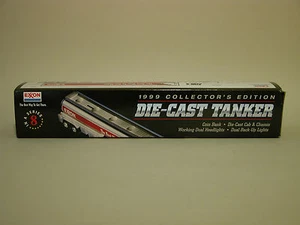 EXXON
1999 COLLECTOR'S EDITION
DIE-CAST TANKER
Coin Bank • Die-Cast Cab & Chassis
Working Dual Headlights • Dual Back-Up Lights
8